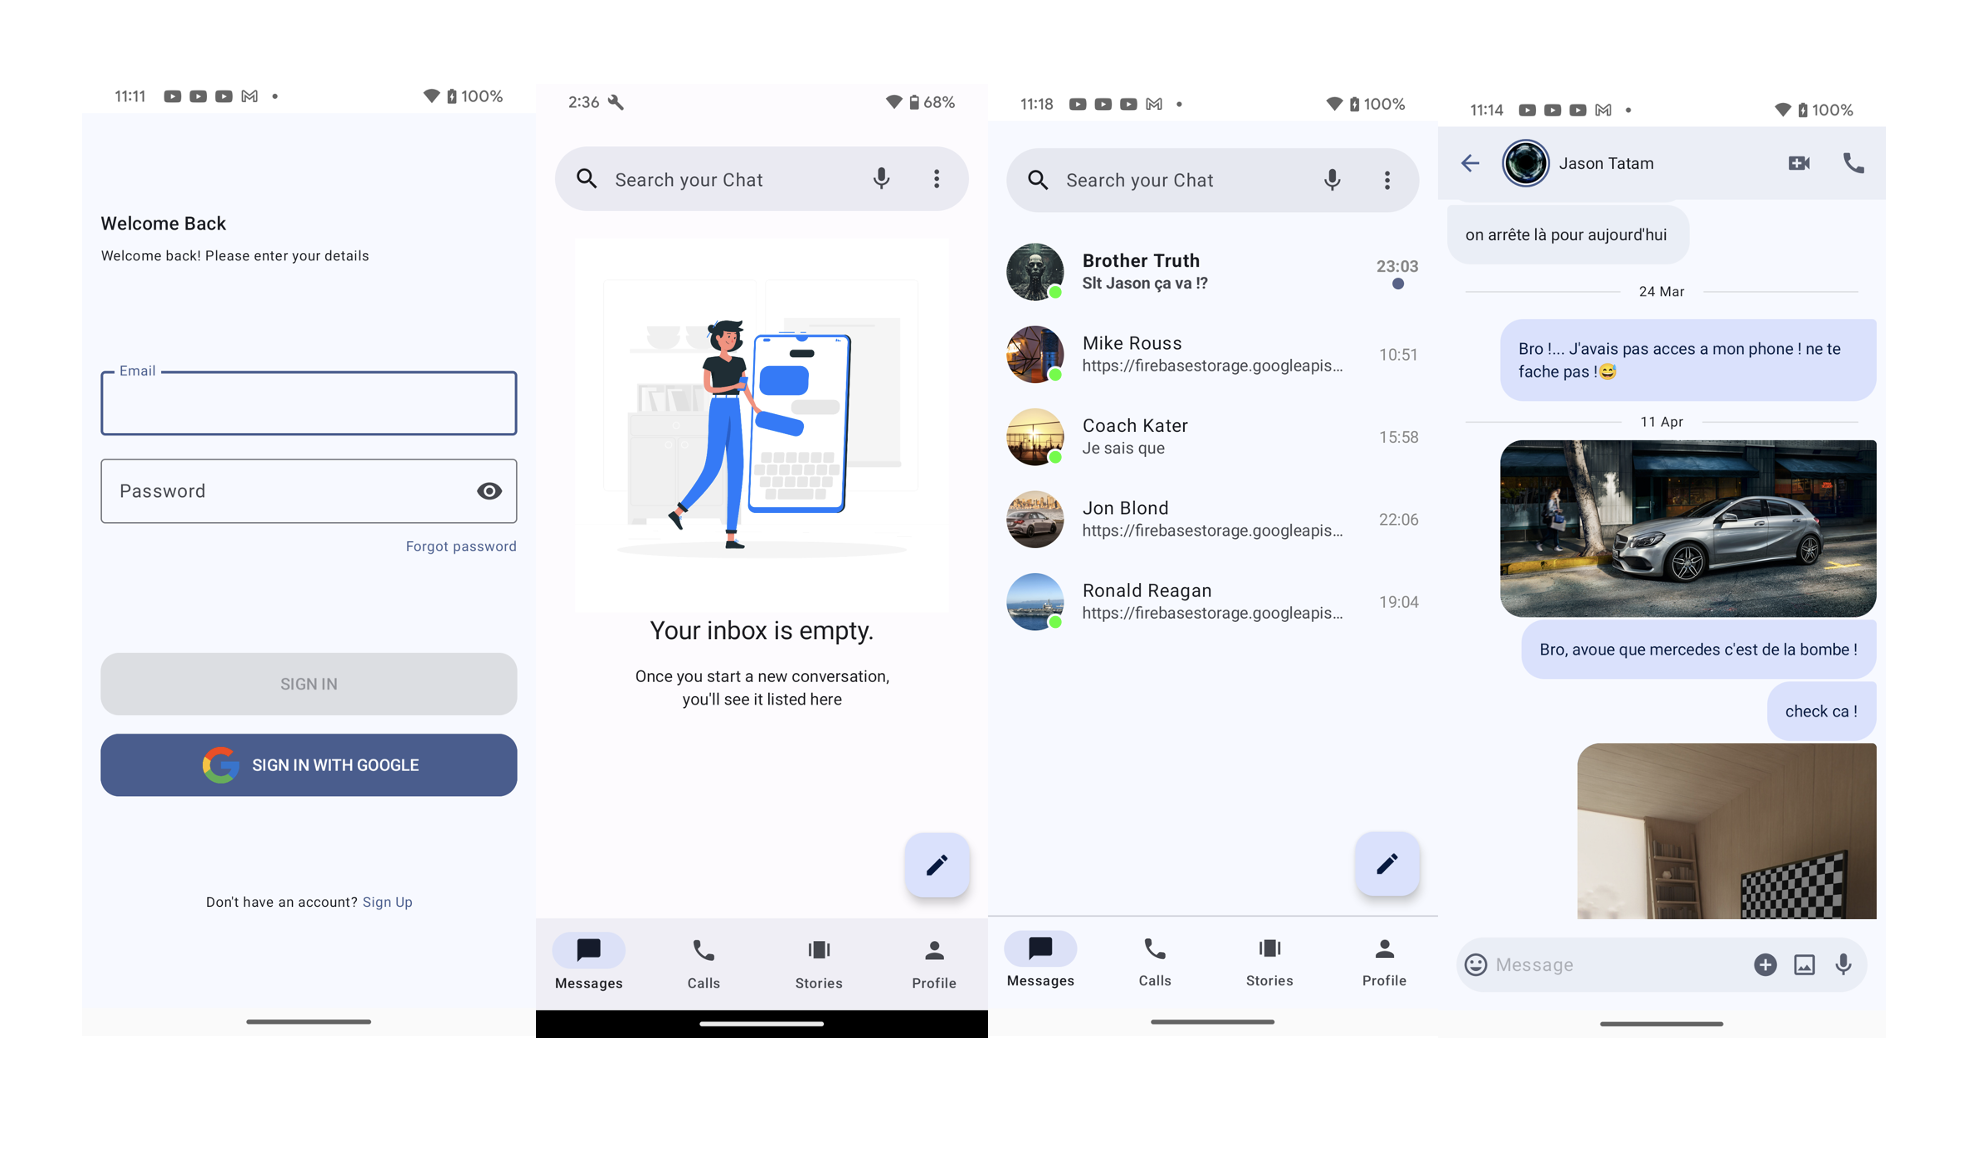 11:11
100%
Welcome Back
Welcome back! Please enter your details
Email
Password
Forgot password
SIGN IN
SIGN IN WITH GOOGLE
Don't have an account? Sign Up
2:36
68%
Search your Chat
Your inbox is empty.
Once you start a new conversation,
you'll see it listed here
Messages
Calls
Stories
Profile
11:18
100%
Search your Chat
Brother Truth
23:03
Slt Jason ça va !?
Mike Rouss
10:51
https://firebasestorage.googleapis...
Coach Kater
15:58
Je sais que
Jon Blond
22:06
https://firebasestorage.googleapis...
Ronald Reagan
19:04
https://firebasestorage.googleapis...
Messages
Calls
Stories
Profile
11:14
100%
Jason Tatam
on arrête là pour aujourd'hui
24 Mar
Bro !... J'avais pas acces a mon phone ! ne te
fache pas !😅
11 Apr
Bro, avoue que mercedes c'est de la bombe !
check ca !
Message